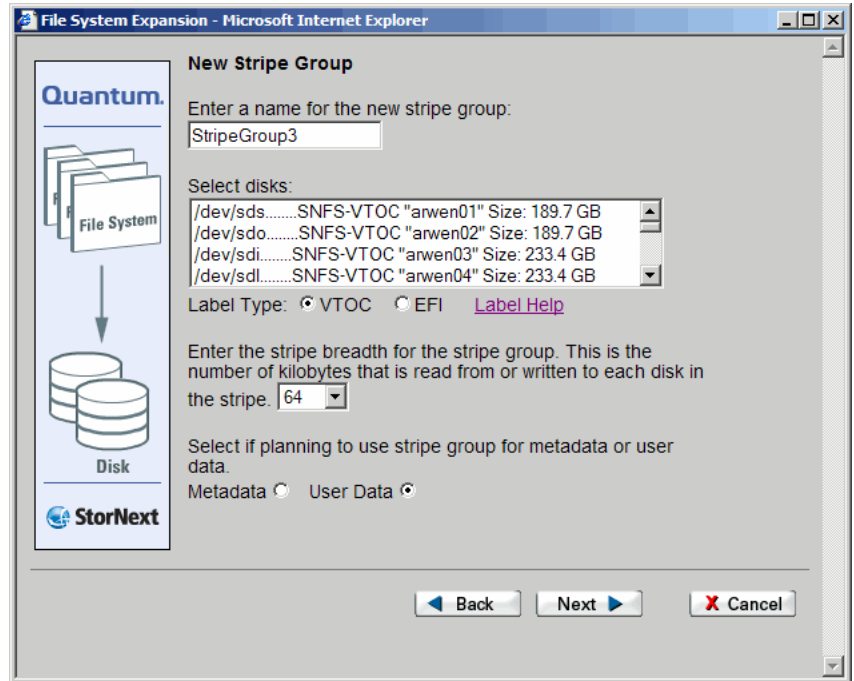 File System Expansion - Microsoft Internet Explorer
Quantum.
File System
Disk
StorNext
New Stripe Group
Enter a name for the new stripe group:
StripeGroup3
Select disks:
/dev/sds........SNFS-VTOC "arwen01" Size: 189.7 GB
/dev/sdo........SNFS-VTOC "arwen02" Size: 189.7 GB
/dev/sdi........SNFS-VTOC "arwen03" Size: 233.4 GB
/dev/sdl........SNFS-VTOC "arwen04" Size: 233.4 GB
Label Type: VTOC EFI Label Help
Enter the stripe breadth for the stripe group. This is the
number of kilobytes that is read from or written to each disk in
the stripe. 64
Select if planning to use stripe group for metadata or user
data.
Metadata User Data
Back Next X Cancel